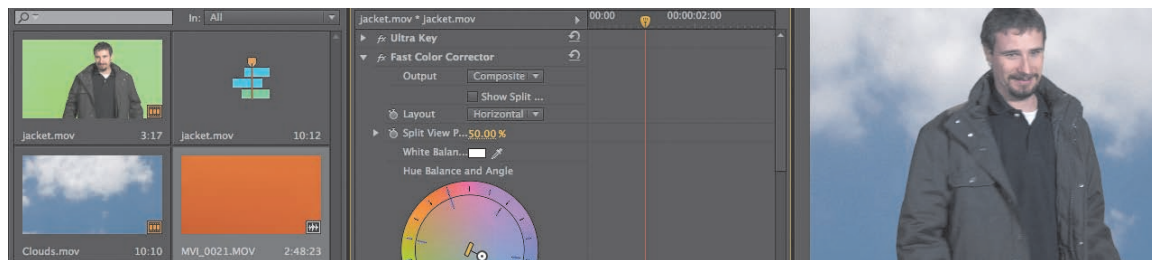 In: All
jacket.mov 3:17
jacket.mov 10:12
Clouds.mov 10:10
MVI_0021.MOV 2:48:23
jacket.mov * jacket.mov
00:00 00:00:02:00
fx Ultra Key
fx Fast Color Corrector
Output Composite
Show Split ...
Layout Horizontal
Split View P... 50.00 %
White Balan...
Hue Balance and Angle